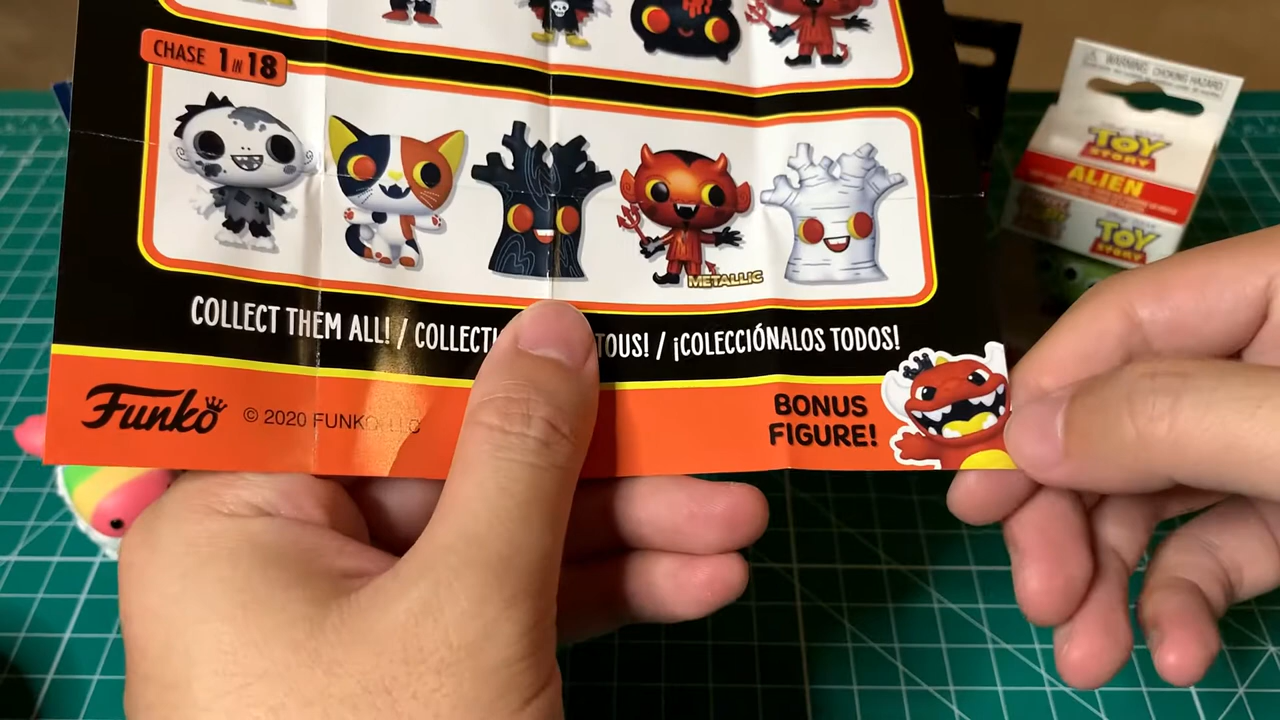 CHASE 1 IN 18
METALLIC
COLLECT THEM ALL! / TOUS! / ¡COLECCIÓNALOS TODOS!
Funko © 2020 FUNKO, LLC
BONUS
FIGURE!
WARNING: CHOKING HAZARD
TOY
STORY
ALIEN
TOY
STORY